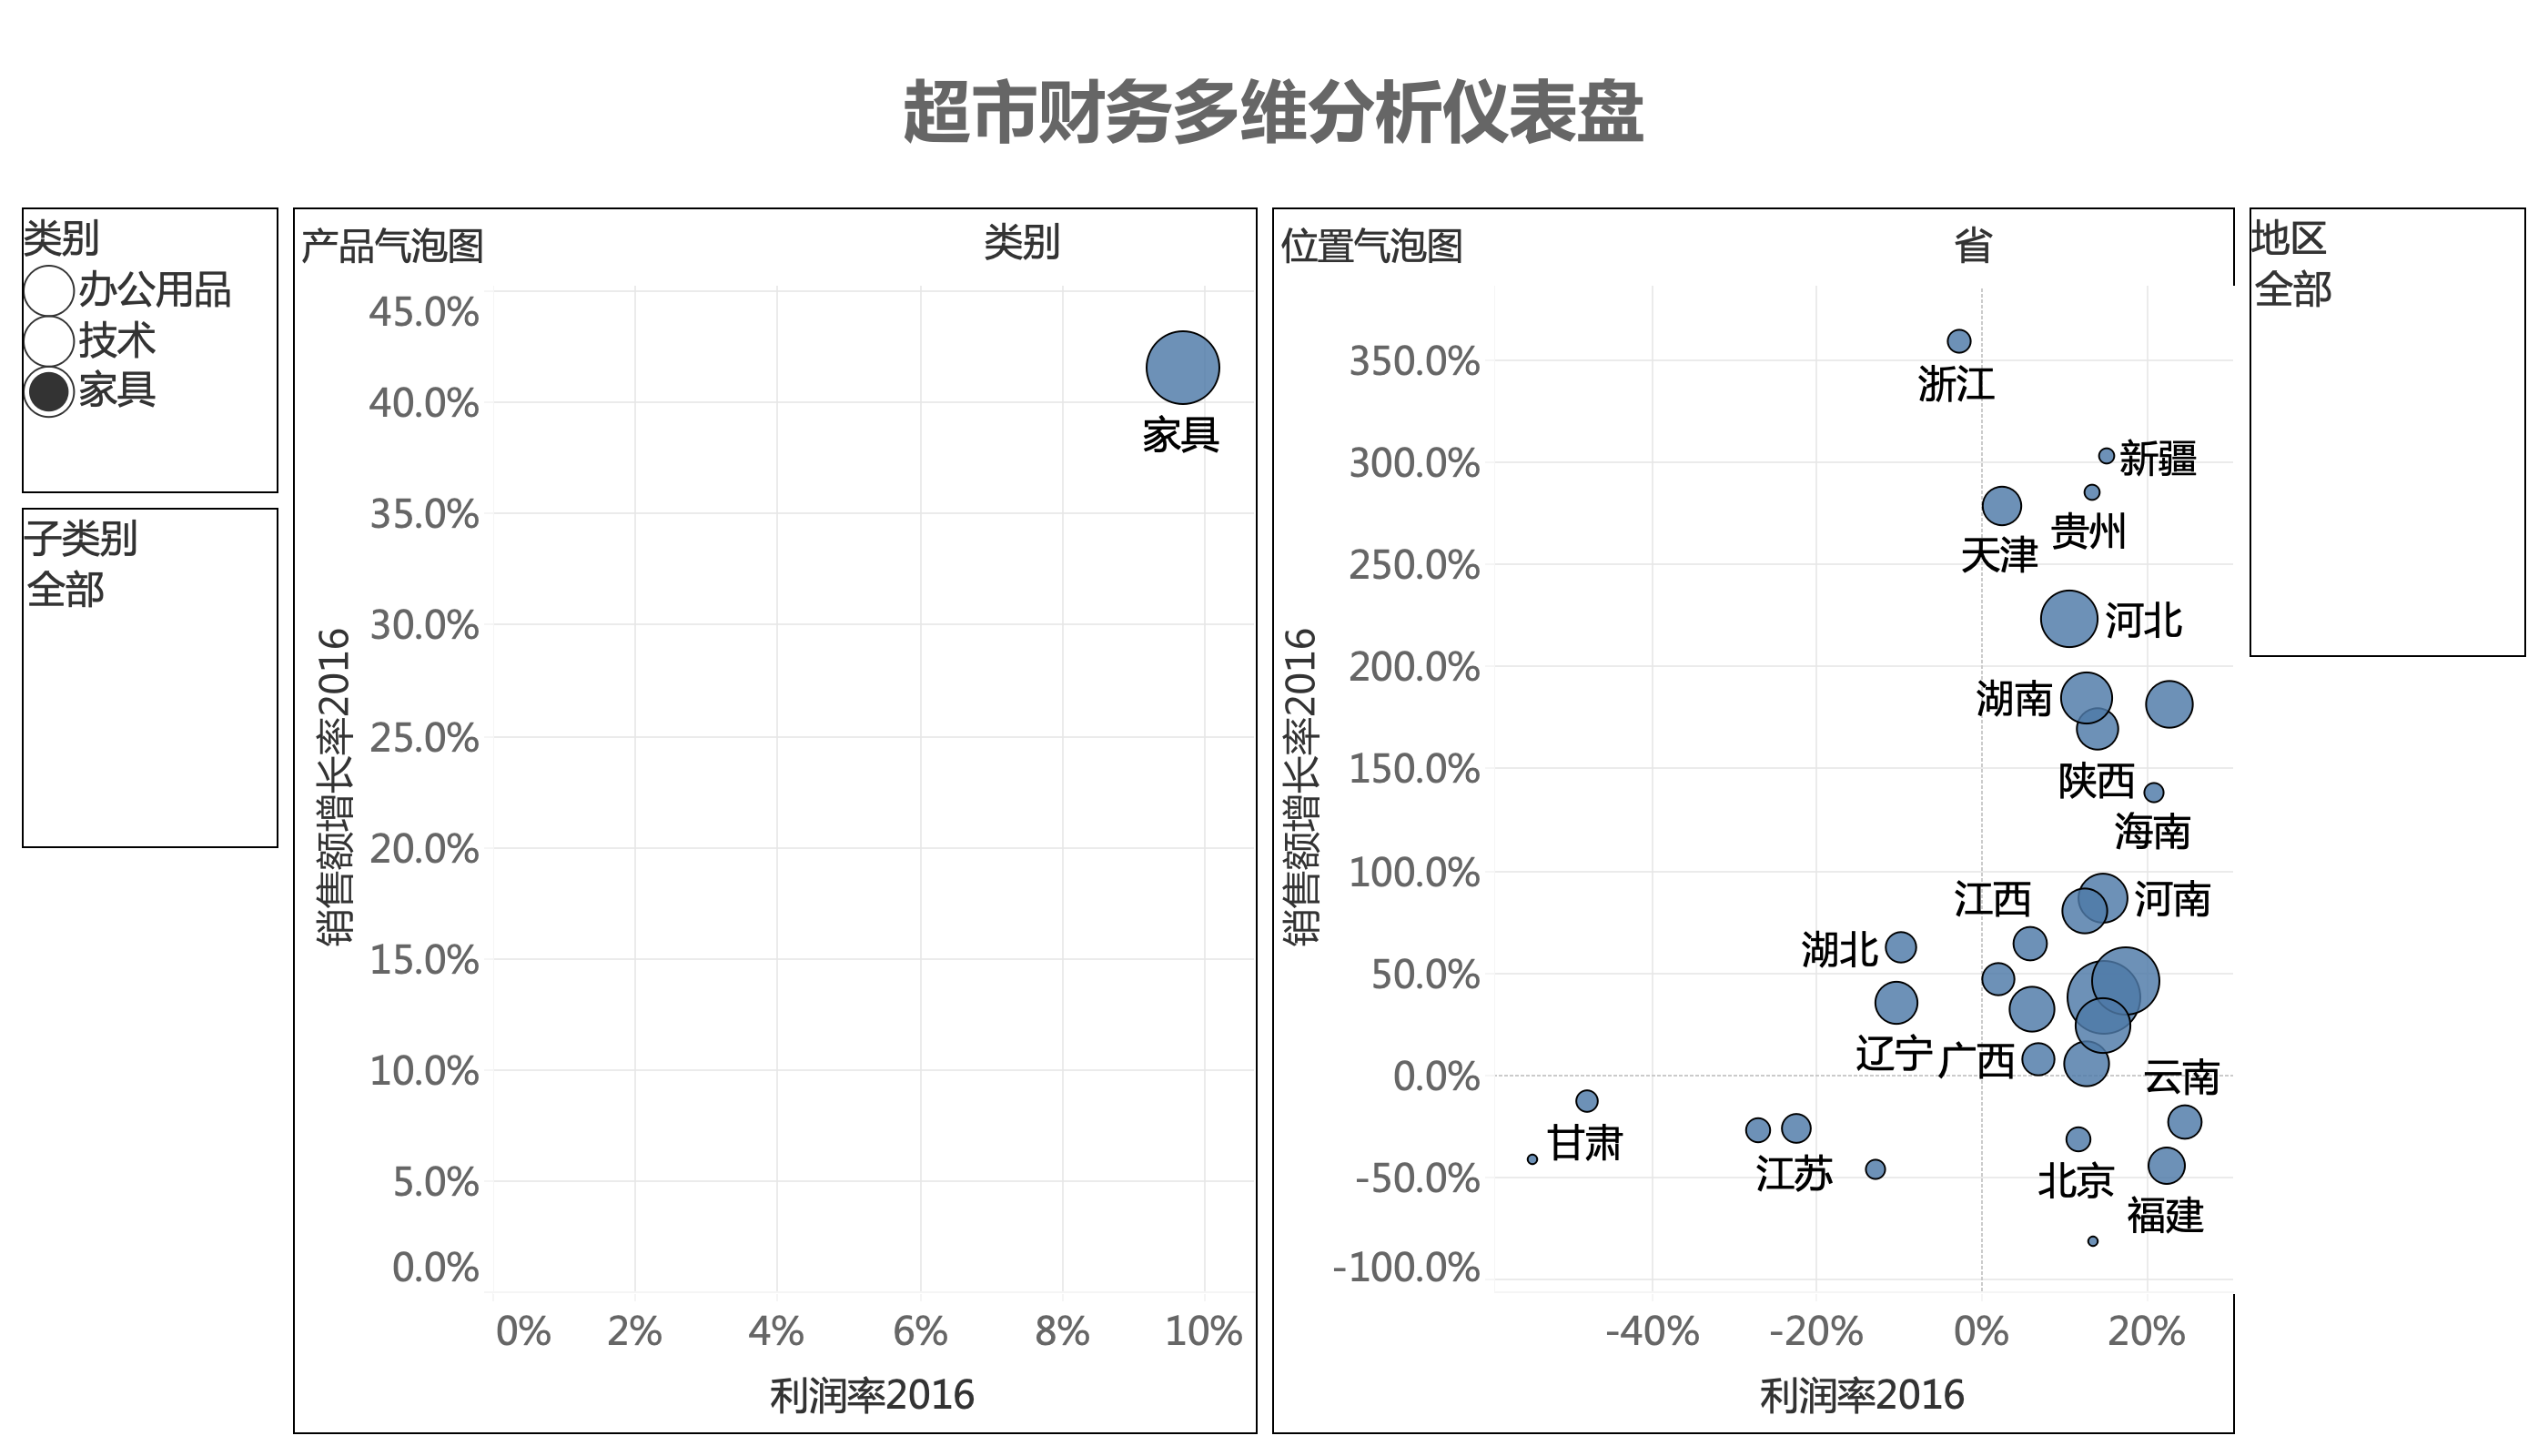 超市财务多维分析仪表盘
类别
办公用品
技术
家具
子类别
全部
产品气泡图
类别
45.0%
40.0%
35.0%
30.0%
25.0%
20.0%
15.0%
10.0%
5.0%
0.0%
销售额增长率2016
家具
0%
2%
4%
6%
8%
10%
利润率2016
位置气泡图
省
350.0%
300.0%
250.0%
200.0%
150.0%
100.0%
50.0%
0.0%
-50.0%
-100.0%
销售额增长率2016
浙江
新疆
贵州
天津
河北
湖南
陕西
海南
江西
河南
湖北
辽宁
广西
云南
甘肃
江苏
北京
福建
-40%
-20%
0%
20%
利润率2016
地区
全部